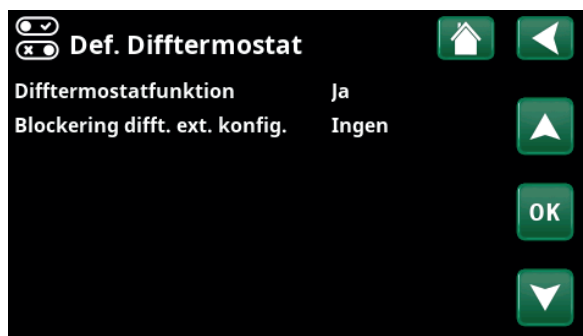 Def. Difftermostat
Difftermostatfunktion Ja
Blockering difft. ext. konfig. Ingen
OK